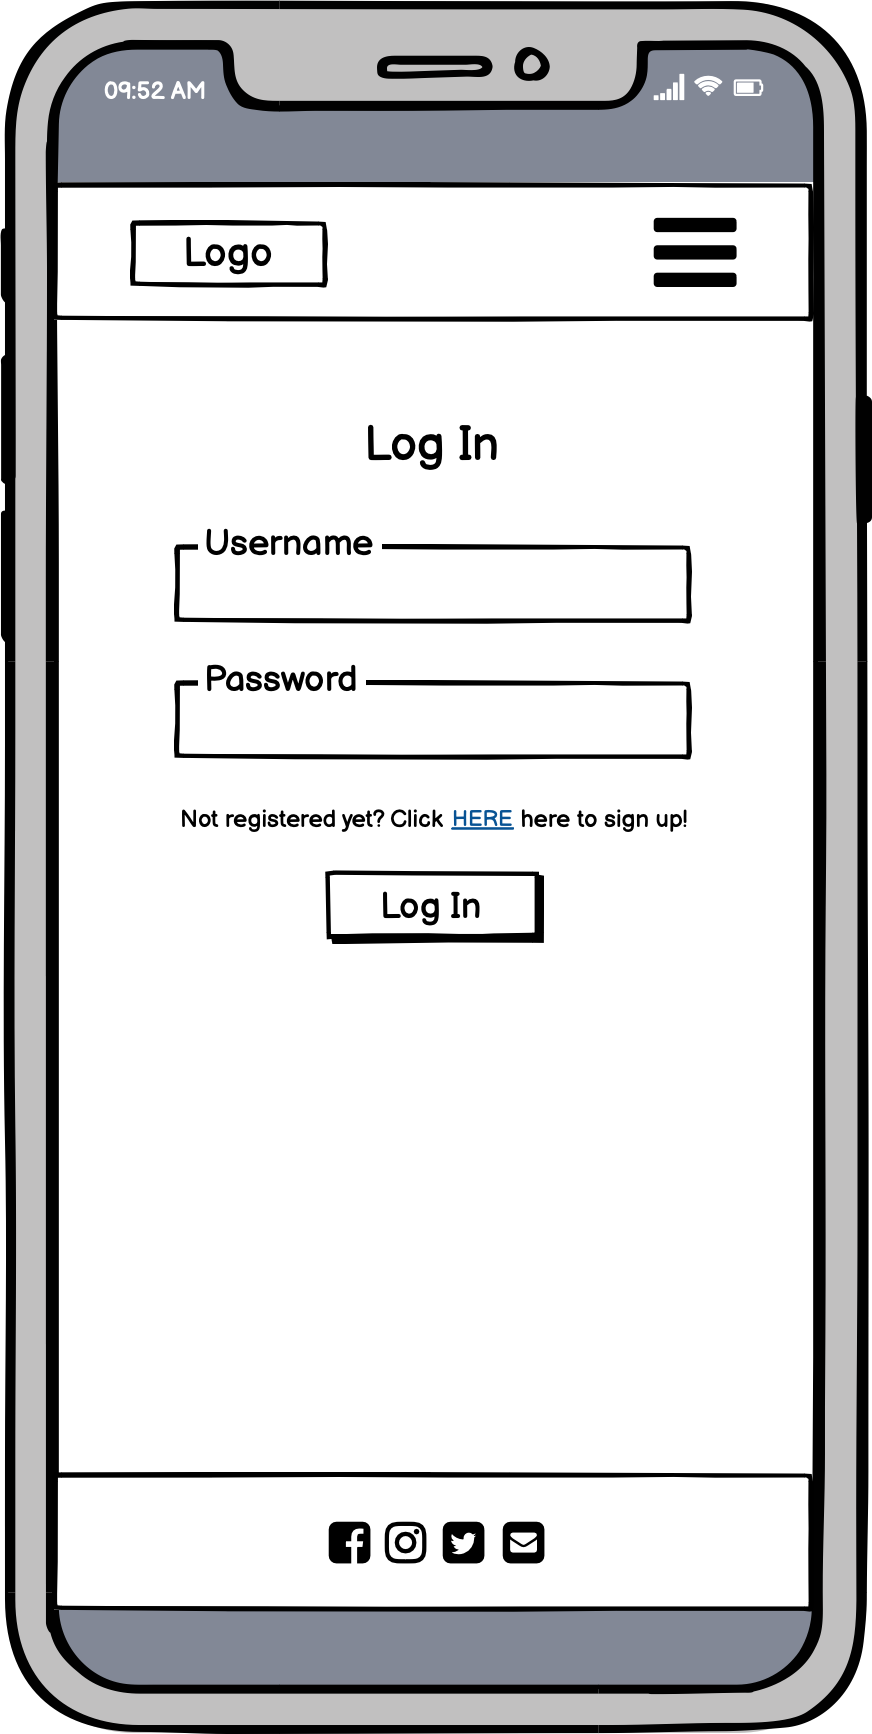 09:52 AM
Logo
Log In
Username
Password
Not registered yet? Click HERE here to sign up!
Log In